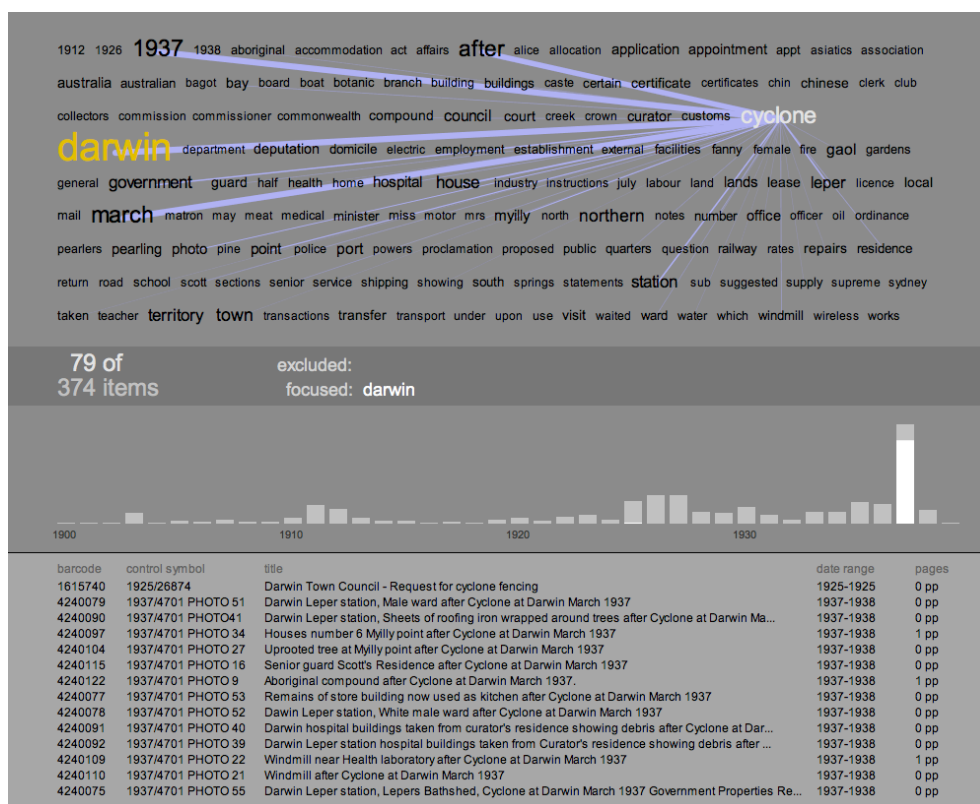 1912 1926 1937 1938 aboriginal accommodation act affairs after alice allocation application appointment appt asiatics association
australia australian bagot bay board boat botanic branch building buildings caste certain certificate certificates chin chinese clerk club
collectors commission commissioner commonwealth compound council court creek crown curator customs cyclone
darwin department deputation domicile electric employment establishment external facilities fanny female fire gaol gardens
general government guard half health home hospital house industry instructions july labour land lands lease leper licence local
mail march matron may meat medical minister miss motor mrs myilly north northern notes number office officer oil ordinance
pearlers pearling photo pine point police port powers proclamation proposed public quarters question railway rates repairs residence
return road school scott sections senior service shipping showing south springs statements station sub suggested supply supreme sydney
taken teacher territory town transactions transfer transport under upon use visit waited ward water which windmill wireless works
79 of excluded:
374 items focused: darwin
1900 1910 1920 1930
barcode control symbol title date range pages
1615740 1925/26874 Darwin Town Council - Request for cyclone fencing 1925-1925 0 pp
4240079 1937/4701 PHOTO 51 Darwin Leper station, Male ward after Cyclone at Darwin March 1937 1937-1938 0 pp
4240090 1937/4701 PHOTO41 Darwin Leper station, Sheets of roofing iron wrapped around trees after Cyclone at Darwin Ma... 1937-1938 0 pp
4240097 1937/4701 PHOTO 34 Houses number 6 Myilly point after Cyclone at Darwin March 1937 1937-1938 1 pp
4240104 1937/4701 PHOTO 27 Uprooted tree at Myilly point after Cyclone at Darwin March 1937 1937-1938 0 pp
4240115 1937/4701 PHOTO 16 Senior guard Scott's Residence after Cyclone at Darwin March 1937 1937-1938 0 pp
4240122 1937/4701 PHOTO 9 Aboriginal compound after Cyclone at Darwin March 1937. 1937-1938 1 pp
4240077 1937/4701 PHOTO 53 Remains of store building now used as kitchen after Cyclone at Darwin March 1937 1937-1938 0 pp
4240078 1937/4701 PHOTO 52 Dawin Leper station, White male ward after Cyclone at Darwin March 1937 1937-1938 0 pp
4240091 1937/4701 PHOTO 40 Darwin hospital buildings taken from curator's residence showing debris after Cyclone at Dar... 1937-1938 0 pp
4240092 1937/4701 PHOTO 39 Darwin Leper station hospital buildings taken from Curator's residence showing debris after ... 1937-1938 0 pp
4240109 1937/4701 PHOTO 22 Windmill near Health laboratory after Cyclone at Darwin March 1937 1937-1938 1 pp
4240110 1937/4701 PHOTO 21 Windmill after Cyclone at Darwin March 1937 1937-1938 0 pp
4240075 1937/4701 PHOTO 55 Darwin Leper station, Lepers Bathshed, Cyclone at Darwin March 1937 Government Properties Re... 1937-1938 0 pp